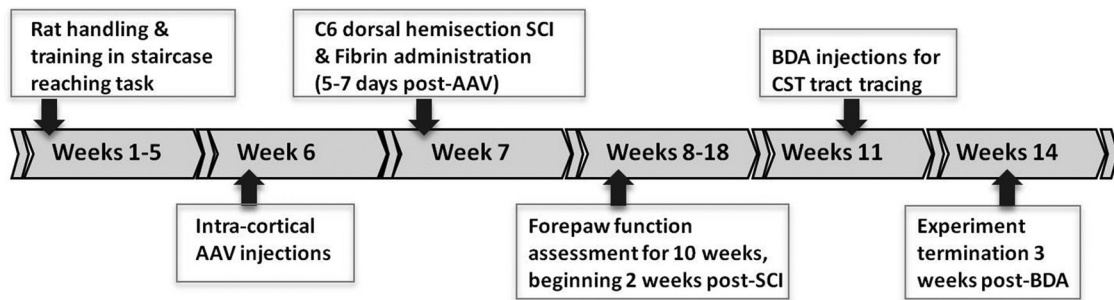 Rat handling &
training in staircase
reaching task
C6 dorsal hemisection SCI
& Fibrin administration
(5-7 days post-AAV)
BDA injections for
CST tract tracing
Weeks 1-5
Week 6
Week 7
Weeks 8-18
Weeks 11
Weeks 14
Intra-cortical
AAV injections
Forepaw function
assessment for 10 weeks,
beginning 2 weeks post-SCI
Experiment
termination 3
weeks post-BDA